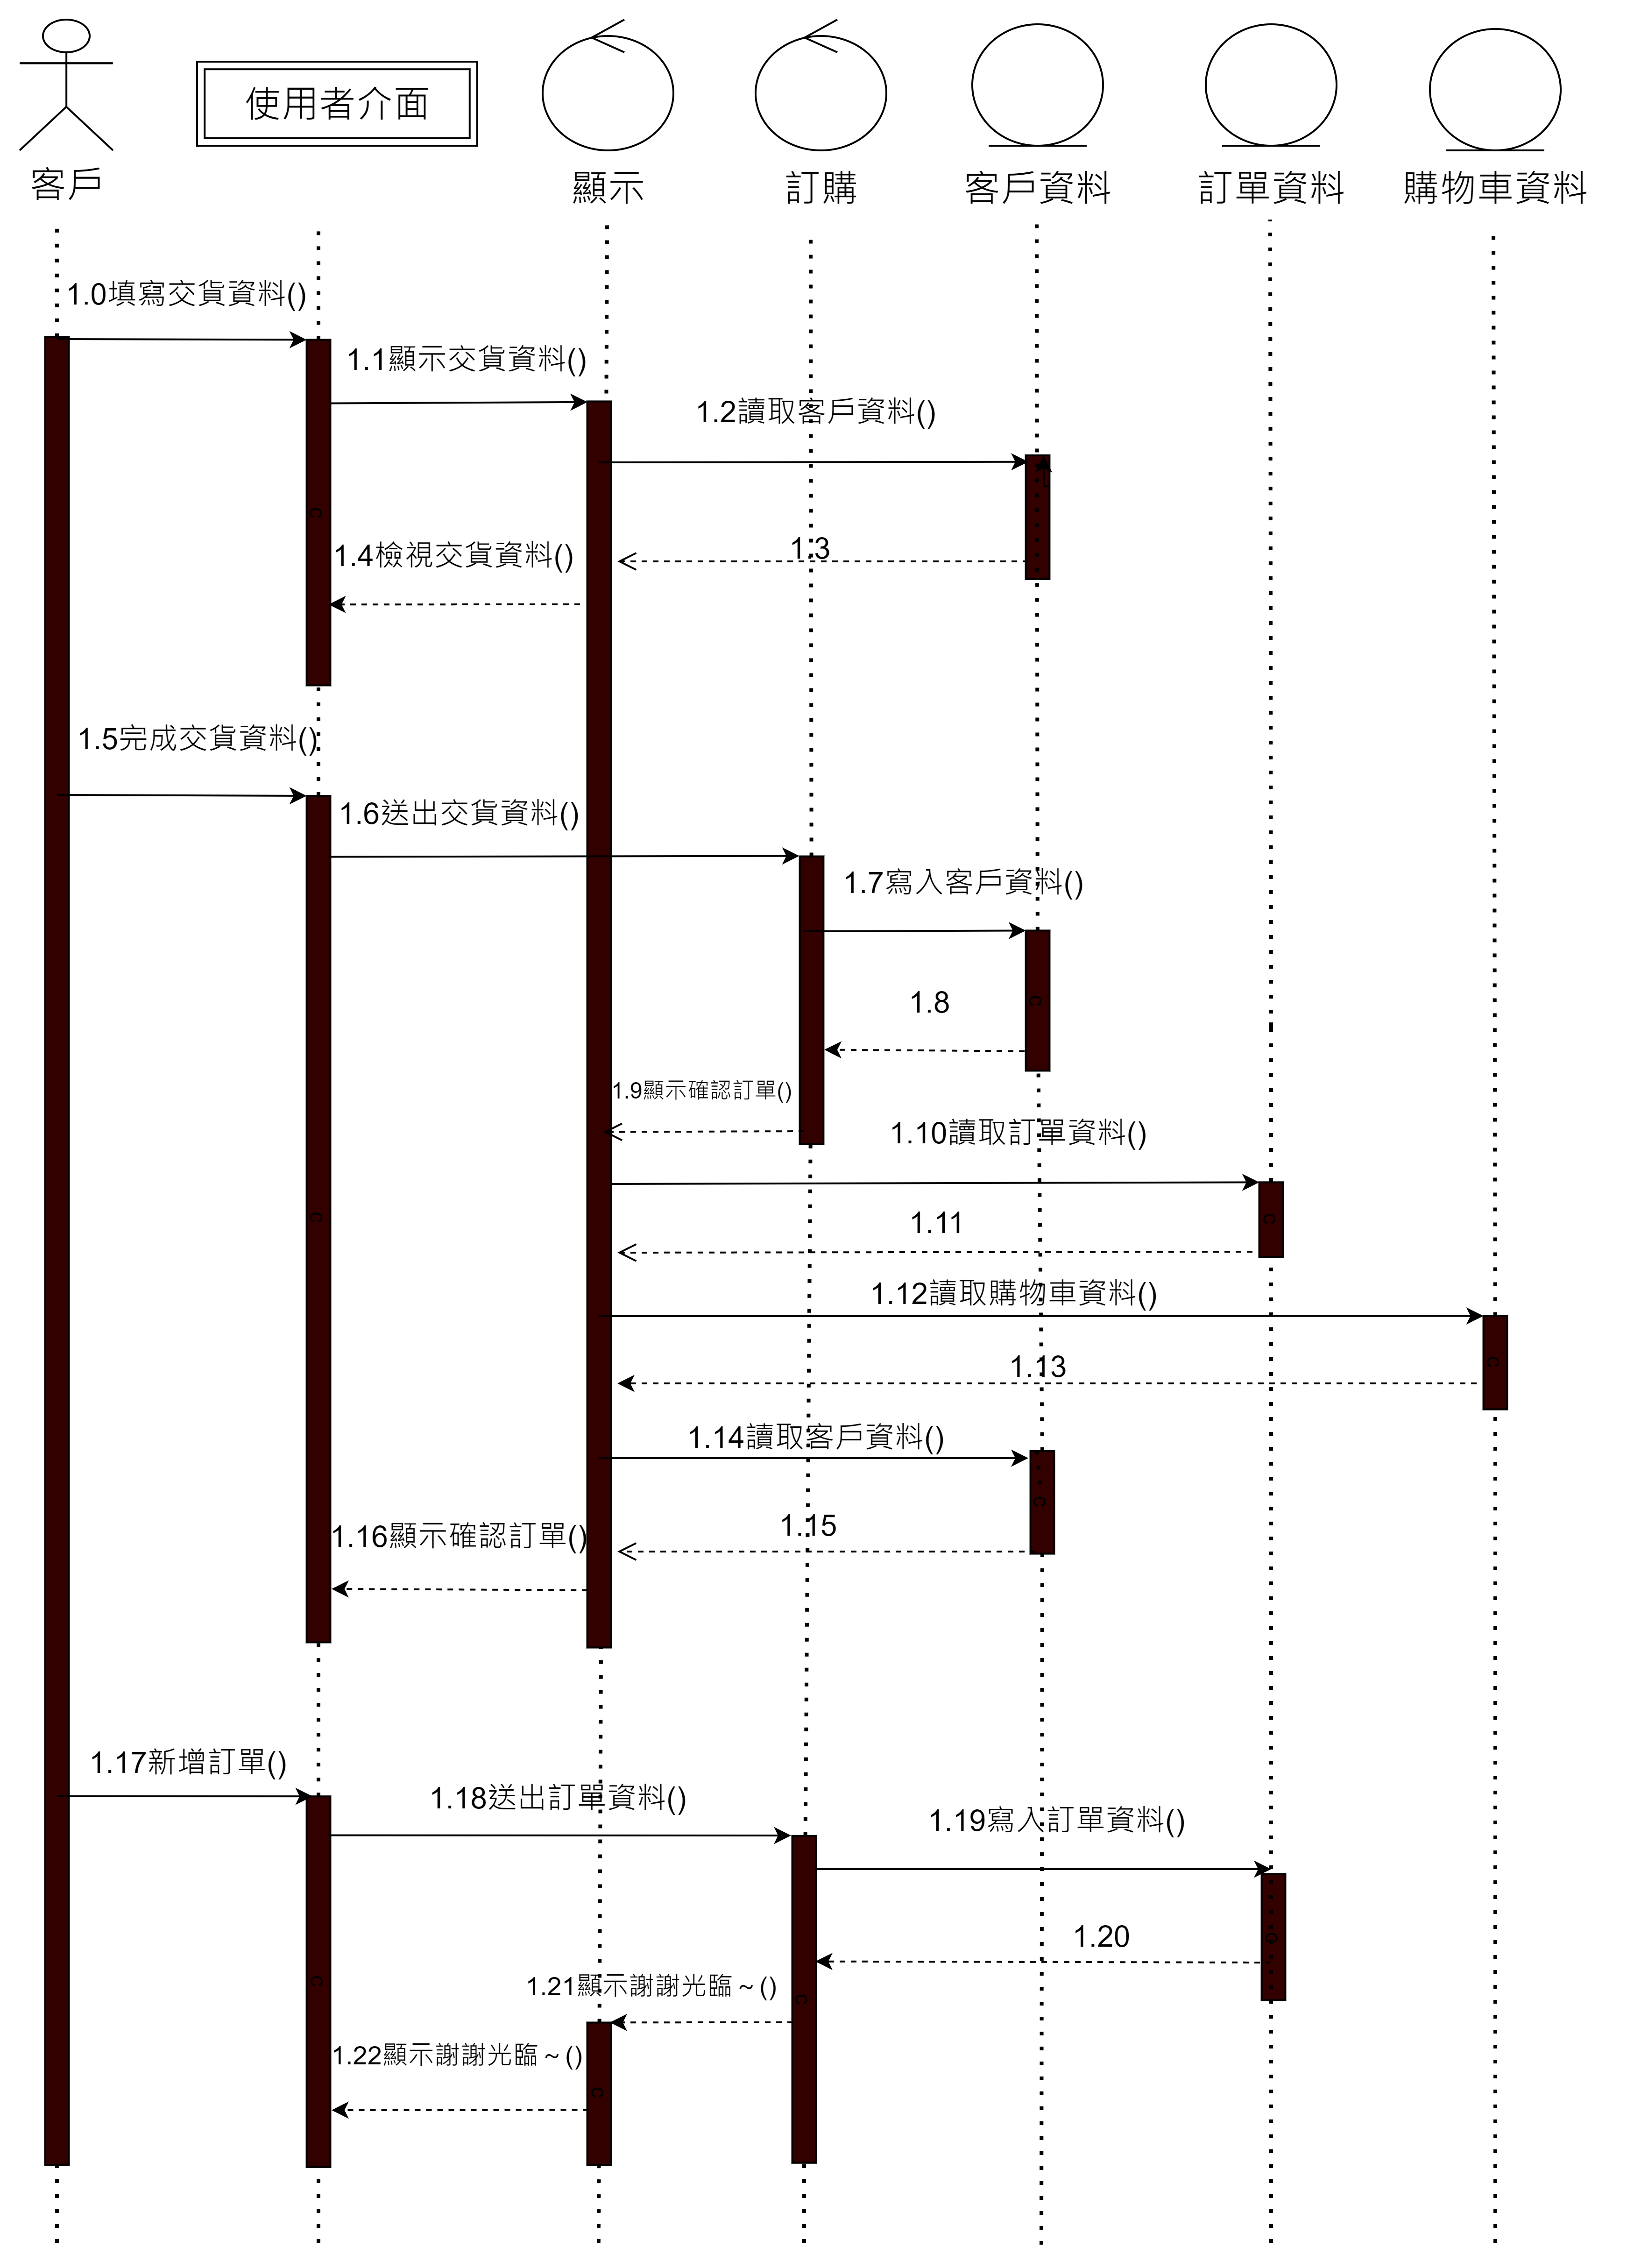 使用者介面
客戶
顯示
訂購
客戶資料
訂單資料
購物車資料
1.0填寫交貨資料()
1.1顯示交貨資料()
1.2讀取客戶資料()
1.3
1.4檢視交貨資料()
1.5完成交貨資料()
1.6送出交貨資料()
1.7寫入客戶資料()
1.8
1.9顯示確認訂單()
1.10讀取訂單資料()
1.11
1.12讀取購物車資料()
1.13
1.14讀取客戶資料()
1.15
1.16顯示確認訂單()
1.17新增訂單()
1.18送出訂單資料()
1.19寫入訂單資料()
1.20
1.21顯示謝謝光臨～()
1.22顯示謝謝光臨～()